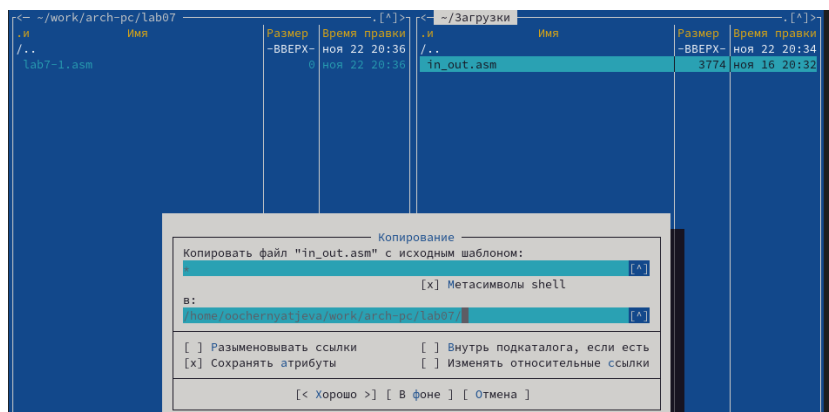 <— ~/work/arch-pc/lab07 .[^]>
.и Имя Размер Время правки
/.. -ВВЕРХ- ноя 22 20:36
lab7-1.asm 0 ноя 22 20:36
<— ~/Загрузки .[^]>
.и Имя Размер Время правки
/.. -ВВЕРХ- ноя 22 20:34
in_out.asm 3774 ноя 16 20:32
Копирование
Копировать файл "in_out.asm" с исходным шаблоном:
* [^]
[x] Метасимволы shell
в:
/home/oochernyatjeva/work/arch-pc/lab07/ [^]
[ ] Разыменовывать ссылки [ ] Внутрь подкаталога, если есть
[x] Сохранять атрибуты [ ] Изменять относительные ссылки
[< Хорошо >] [ В фоне ] [ Отмена ]